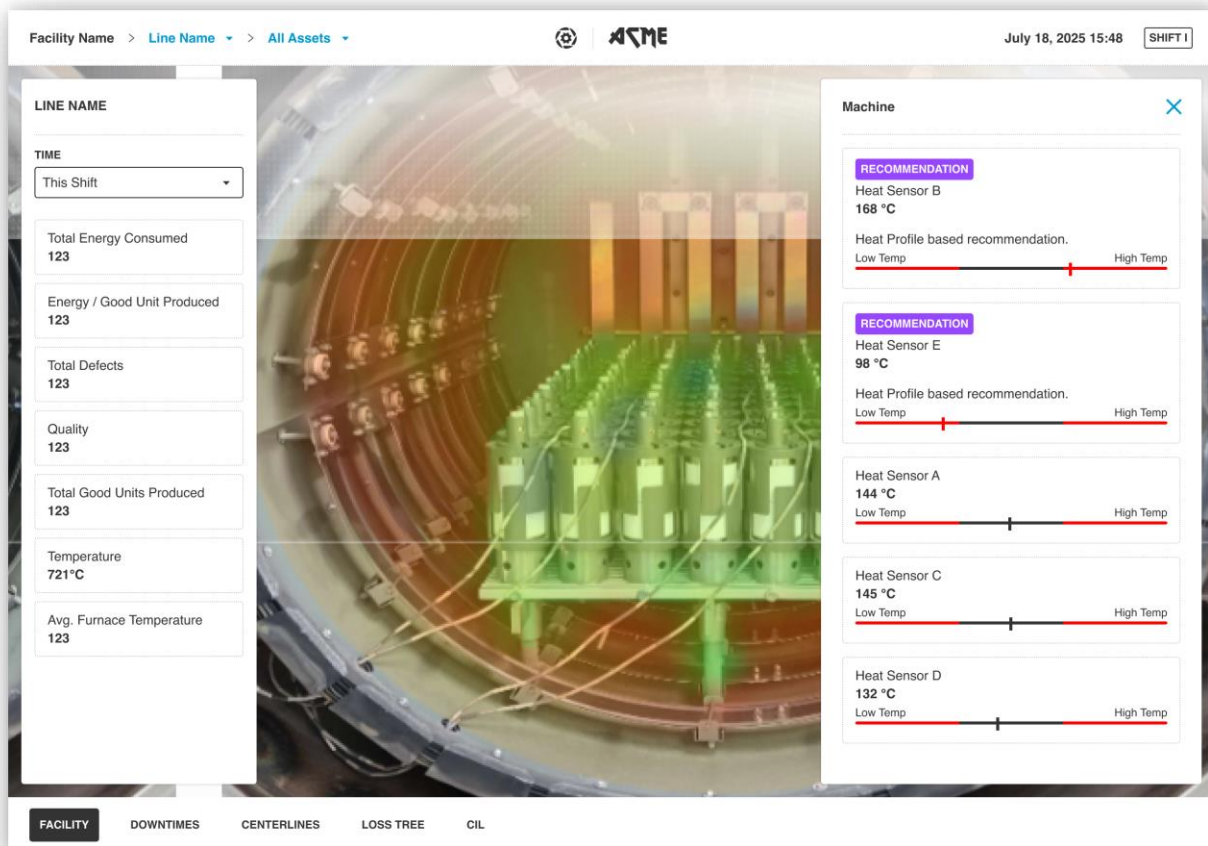 Facility Name > Line Name > All Assets
ACME
July 18, 2025 15:48 SHIFT I
LINE NAME
TIME
This Shift
Total Energy Consumed
123
Energy / Good Unit Produced
123
Total Defects
123
Quality
123
Total Good Units Produced
123
Temperature
721°C
Avg. Furnace Temperature
123
Machine
RECOMMENDATION
Heat Sensor B
168 °C
Heat Profile based recommendation.
Low Temp High Temp
RECOMMENDATION
Heat Sensor E
98 °C
Heat Profile based recommendation.
Low Temp High Temp
Heat Sensor A
144 °C
Low Temp High Temp
Heat Sensor C
145 °C
Low Temp High Temp
Heat Sensor D
132 °C
Low Temp High Temp
FACILITY DOWNTIMES CENTERLINES LOSS TREE CIL